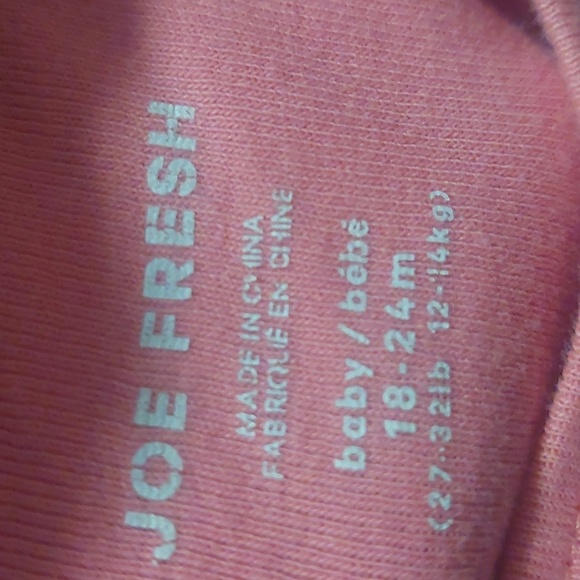 JOE FRESH
MADE IN CHINA
FABRIQUÉ EN CHINE
baby / bébé
18-24m
(27-32lb 12-14kg)